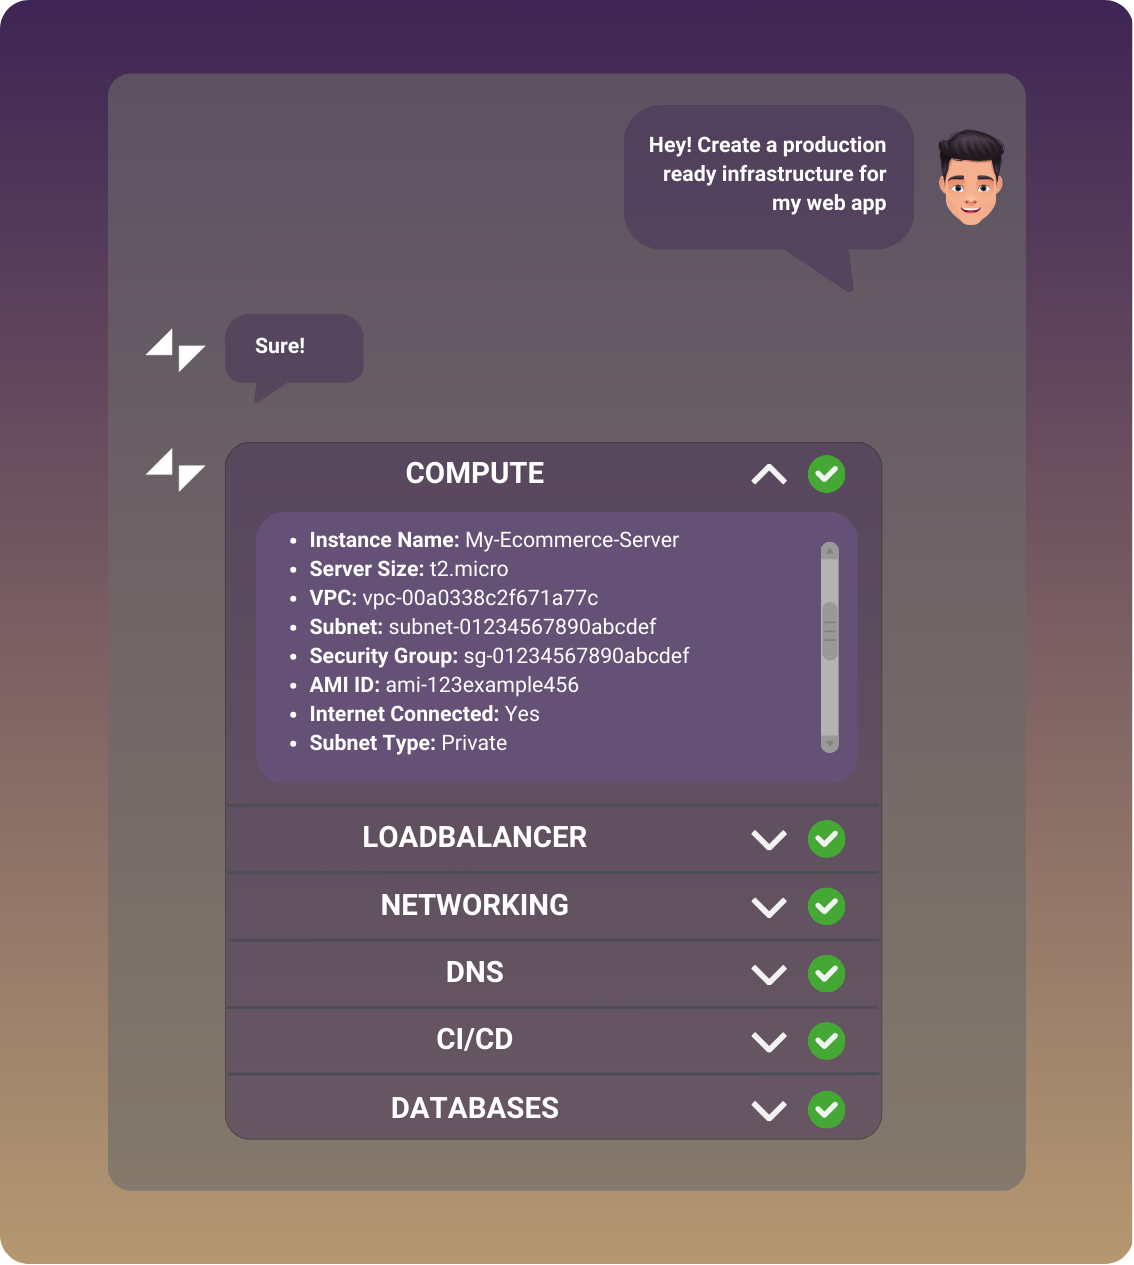 Hey! Create a production
ready infrastructure for
my web app
Sure!
COMPUTE
• Instance Name: My-Ecommerce-Server
• Server Size: t2.micro
• VPC: vpc-00a0338c2f671a77c
• Subnet: subnet-01234567890abcdef
• Security Group: sg-01234567890abcdef
• AMI ID: ami-123example456
• Internet Connected: Yes
• Subnet Type: Private
LOADBALANCER
NETWORKING
DNS
CI/CD
DATABASES